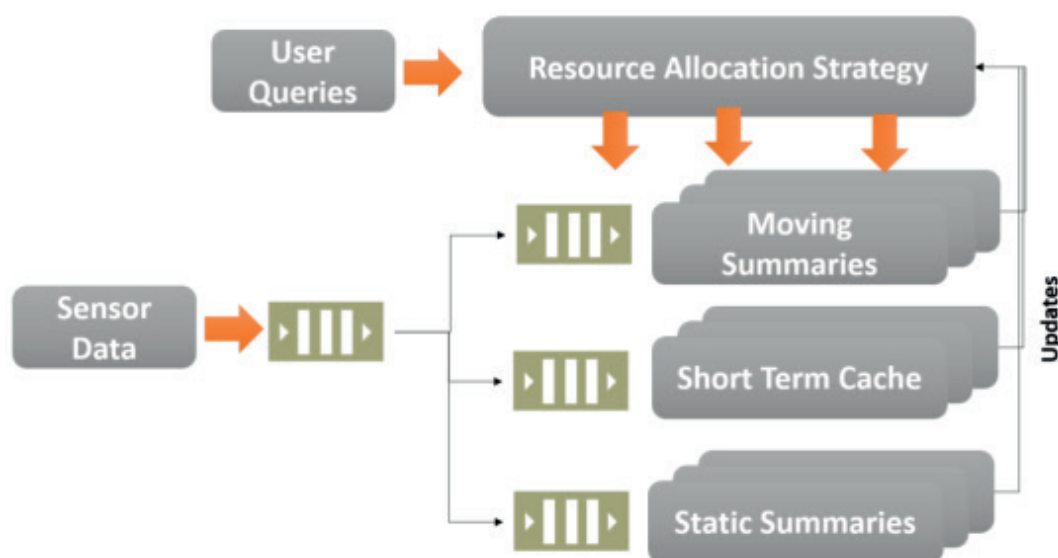 User
Queries
Resource Allocation Strategy
Moving
Summaries
Sensor
Data
Short Term Cache
Updates
Static Summaries